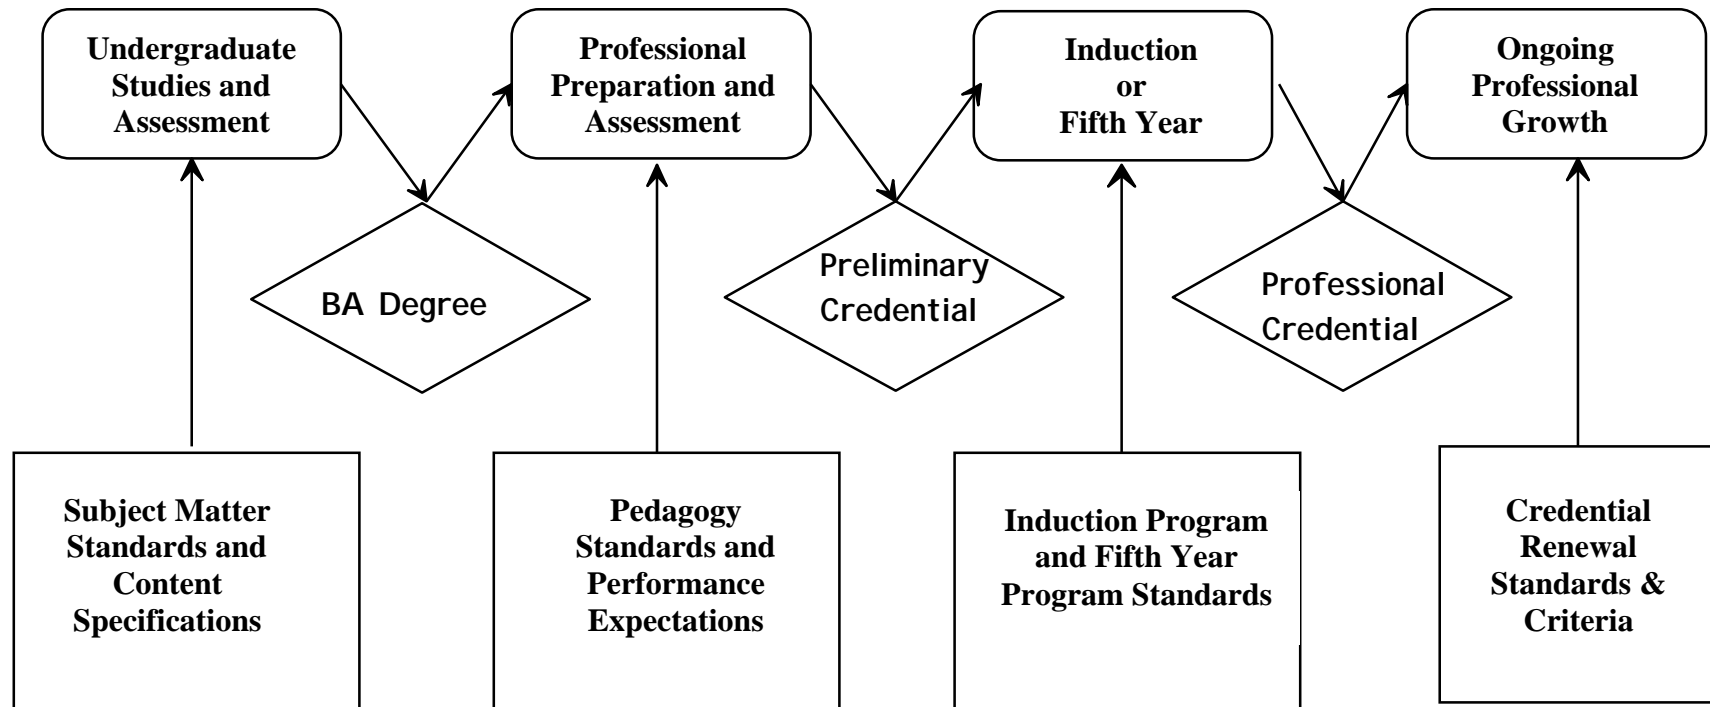 Undergraduate
Studies and
Assessment
Professional
Preparation and
Assessment
Induction
or
Fifth Year
Ongoing
Professional
Growth
BA Degree
Preliminary
Credential
Professional
Credential
Subject Matter
Standards and
Content
Specifications
Pedagogy
Standards and
Performance
Expectations
Induction Program
and Fifth Year
Program Standards
Credential
Renewal
Standards &
Criteria